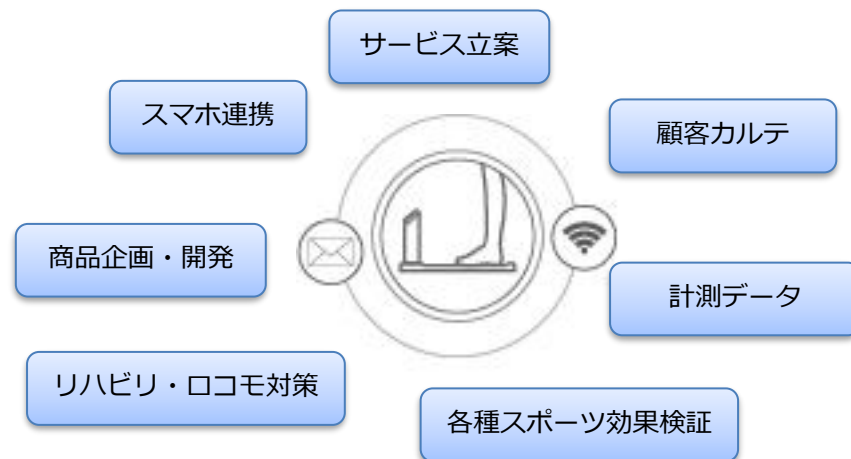 サービス立案
スマホ連携
顧客カルテ
商品企画・開発
計測データ
リハビリ・ロコモ対策
各種スポーツ効果検証